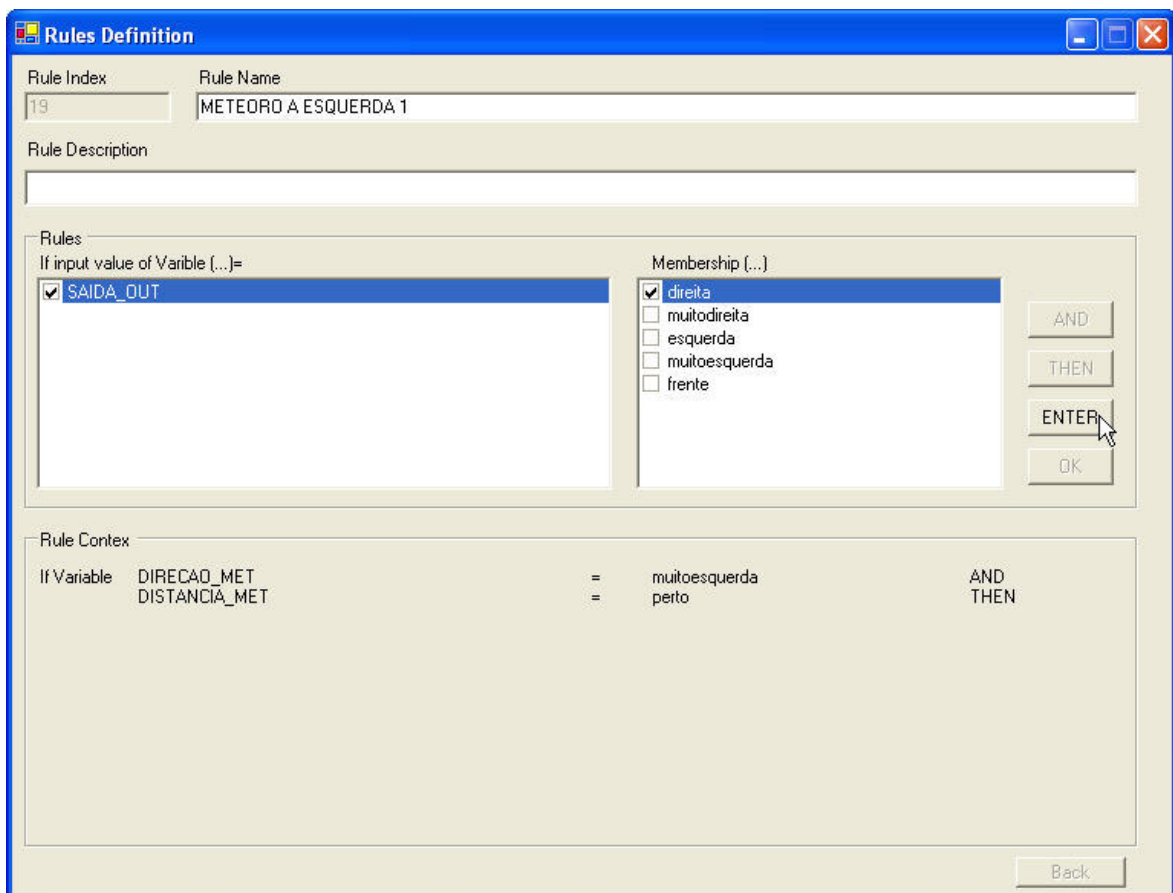 Rules Definition
Rule Index Rule Name
19 METEORO A ESQUERDA 1
Rule Description
Rules
If input value of Varible (...)= Membership (...)
SAIDA_OUT direita
muitodireita
esquerda
muitoesquerda
frente
AND
THEN
ENTER
OK
Rule Contex
If Variable DIRECAO_MET = muitoesquerda AND
DISTANCIA_MET = perto THEN
Back